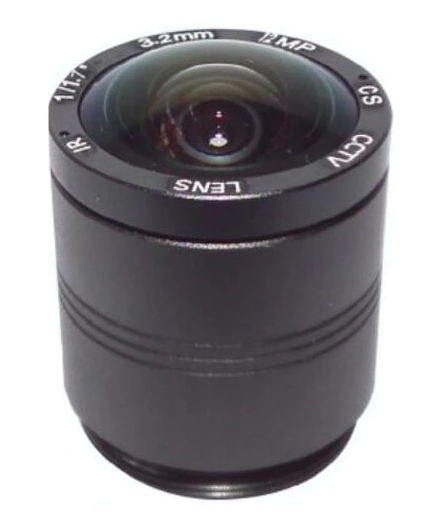 1/1.7"
3.2mm
12MP
CS
CCTV
LENS
IR